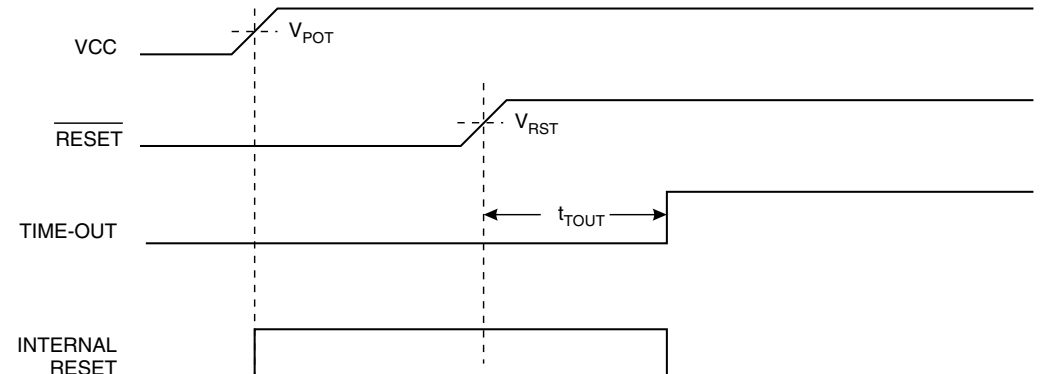 VCC
VPOT
RESET
VRST
TIME-OUT
tTOUT
INTERNAL
RESET